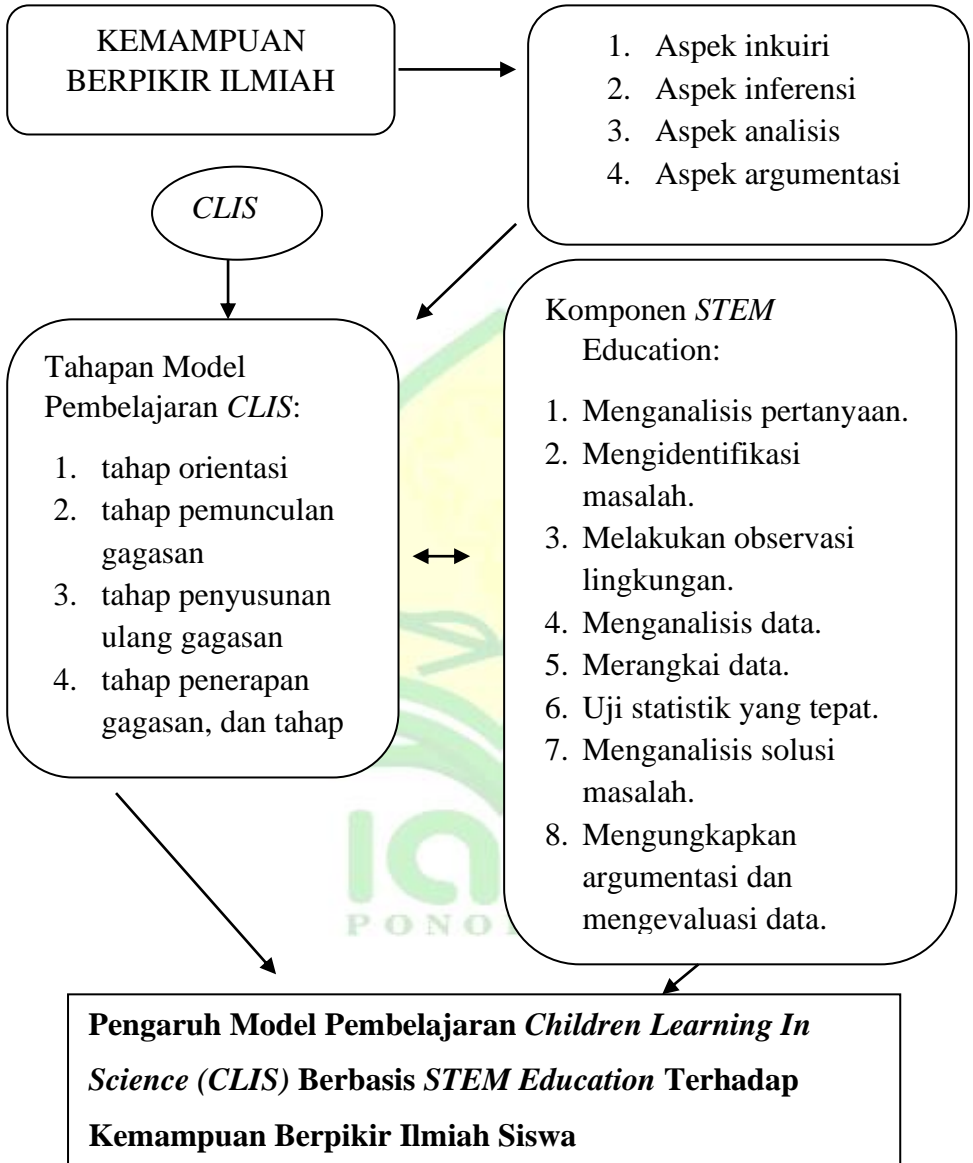 KEMAMPUAN
BERPIKIR ILMIAH
1. Aspek inkuiri
2. Aspek inferensi
3. Aspek analisis
4. Aspek argumentasi
CLIS
Tahapan Model
Pembelajaran CLIS:
1. tahap orientasi
2. tahap pemunculan
gagasan
3. tahap penyusunan
ulang gagasan
4. tahap penerapan
gagasan, dan tahap
Komponen STEM
Education:
1. Menganalisis pertanyaan.
2. Mengidentifikasi
masalah.
3. Melakukan observasi
lingkungan.
4. Menganalisis data.
5. Merangkai data.
6. Uji statistik yang tepat.
7. Menganalisis solusi
masalah.
8. Mengungkapkan
argumentasi dan
mengevaluasi data.
Pengaruh Model Pembelajaran Children Learning In
Science (CLIS) Berbasis STEM Education Terhadap
Kemampuan Berpikir Ilmiah Siswa